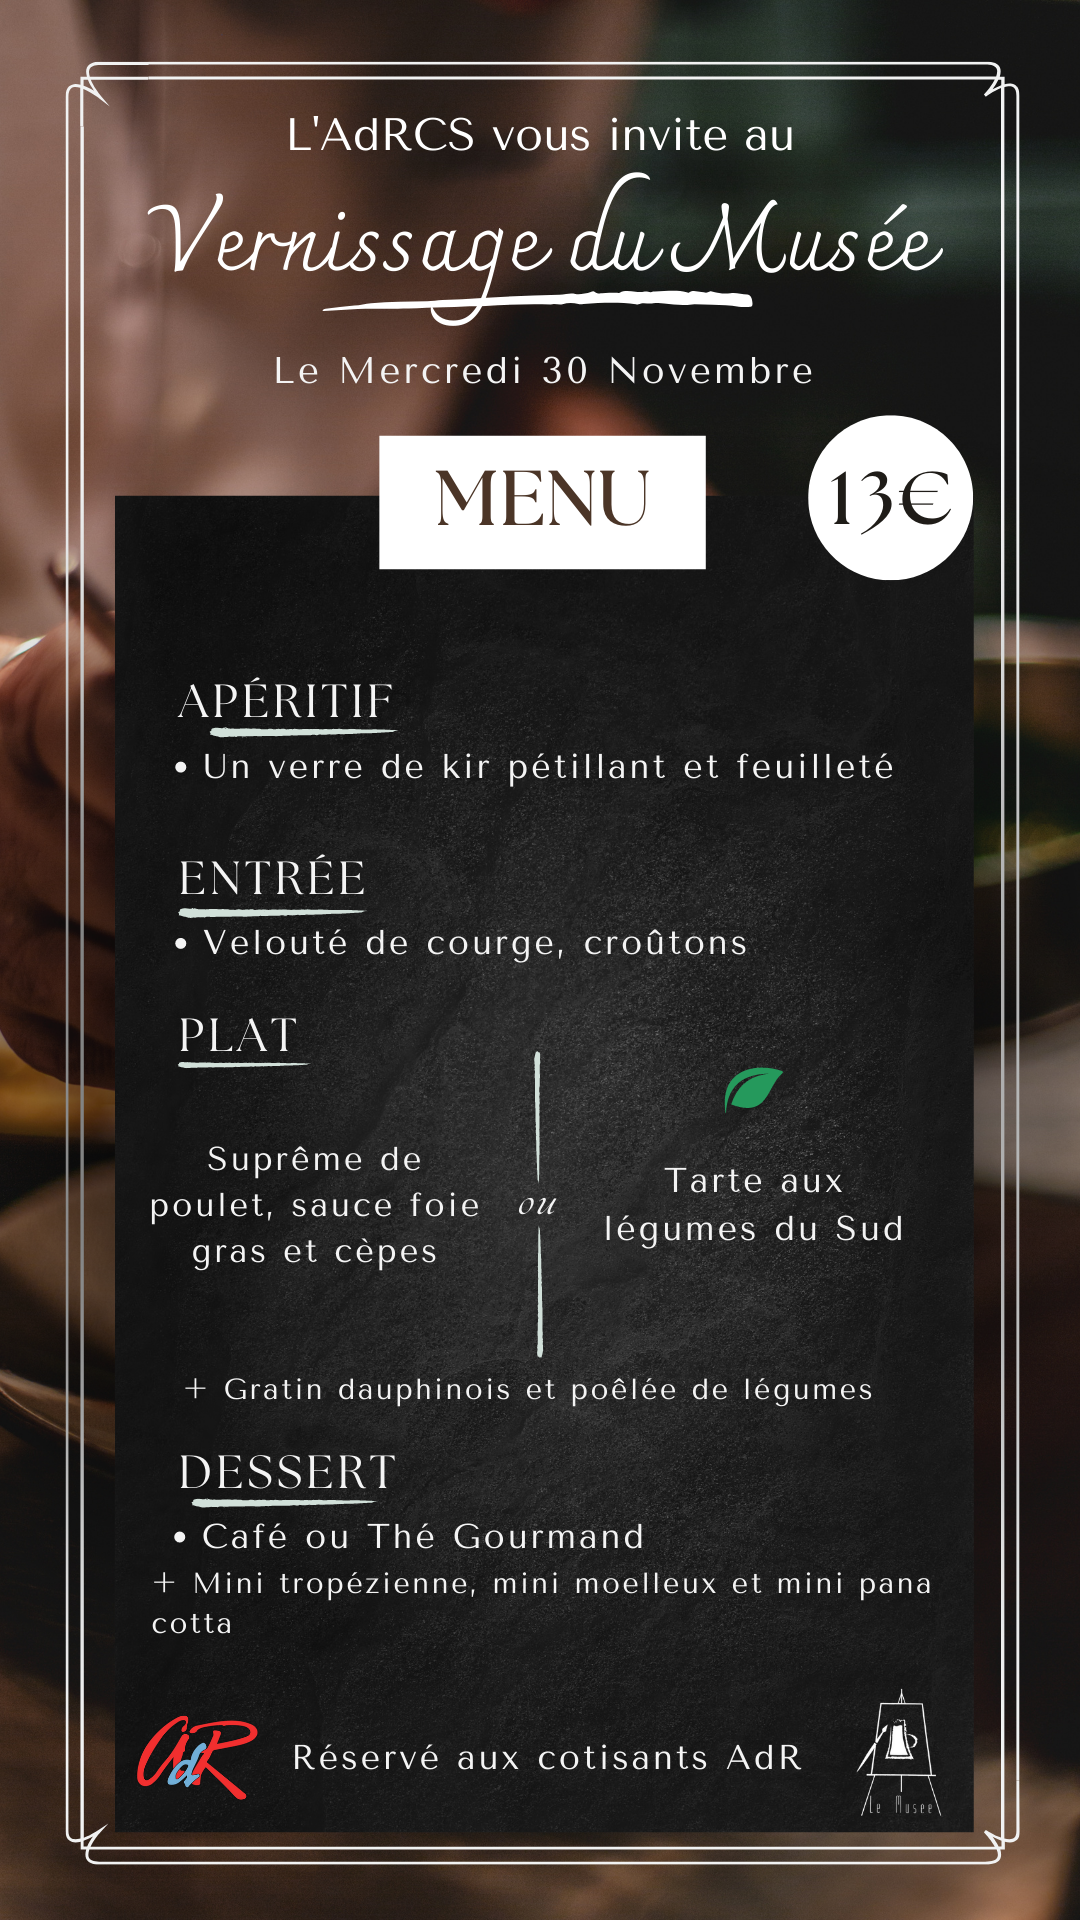 L'AdRCS vous invite au
Vernissage du Musée
Le Mercredi 30 Novembre
MENU
13€
APÉRITIF
• Un verre de kir pétillant et feuilleté
ENTRÉE
• Velouté de courge, croûtons
PLAT
Suprême de
poulet, sauce foie
gras et cèpes
ou
Tarte aux
légumes du Sud
+ Gratin dauphinois et poêlée de légumes
DESSERT
• Café ou Thé Gourmand
+ Mini tropézienne, mini moelleux et mini pana
cotta
AdR
Réservé aux cotisants AdR
Le Musee